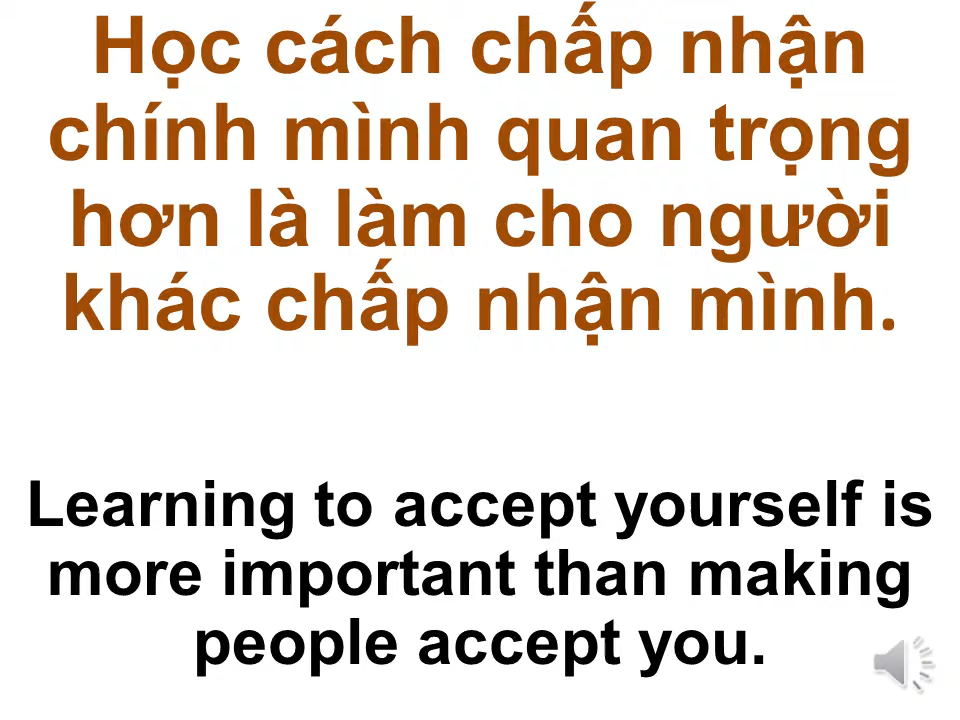 Học cách chấp nhận
chính mình quan trọng
hơn là làm cho người
khác chấp nhận mình.
Learning to accept yourself is
more important than making
people accept you.